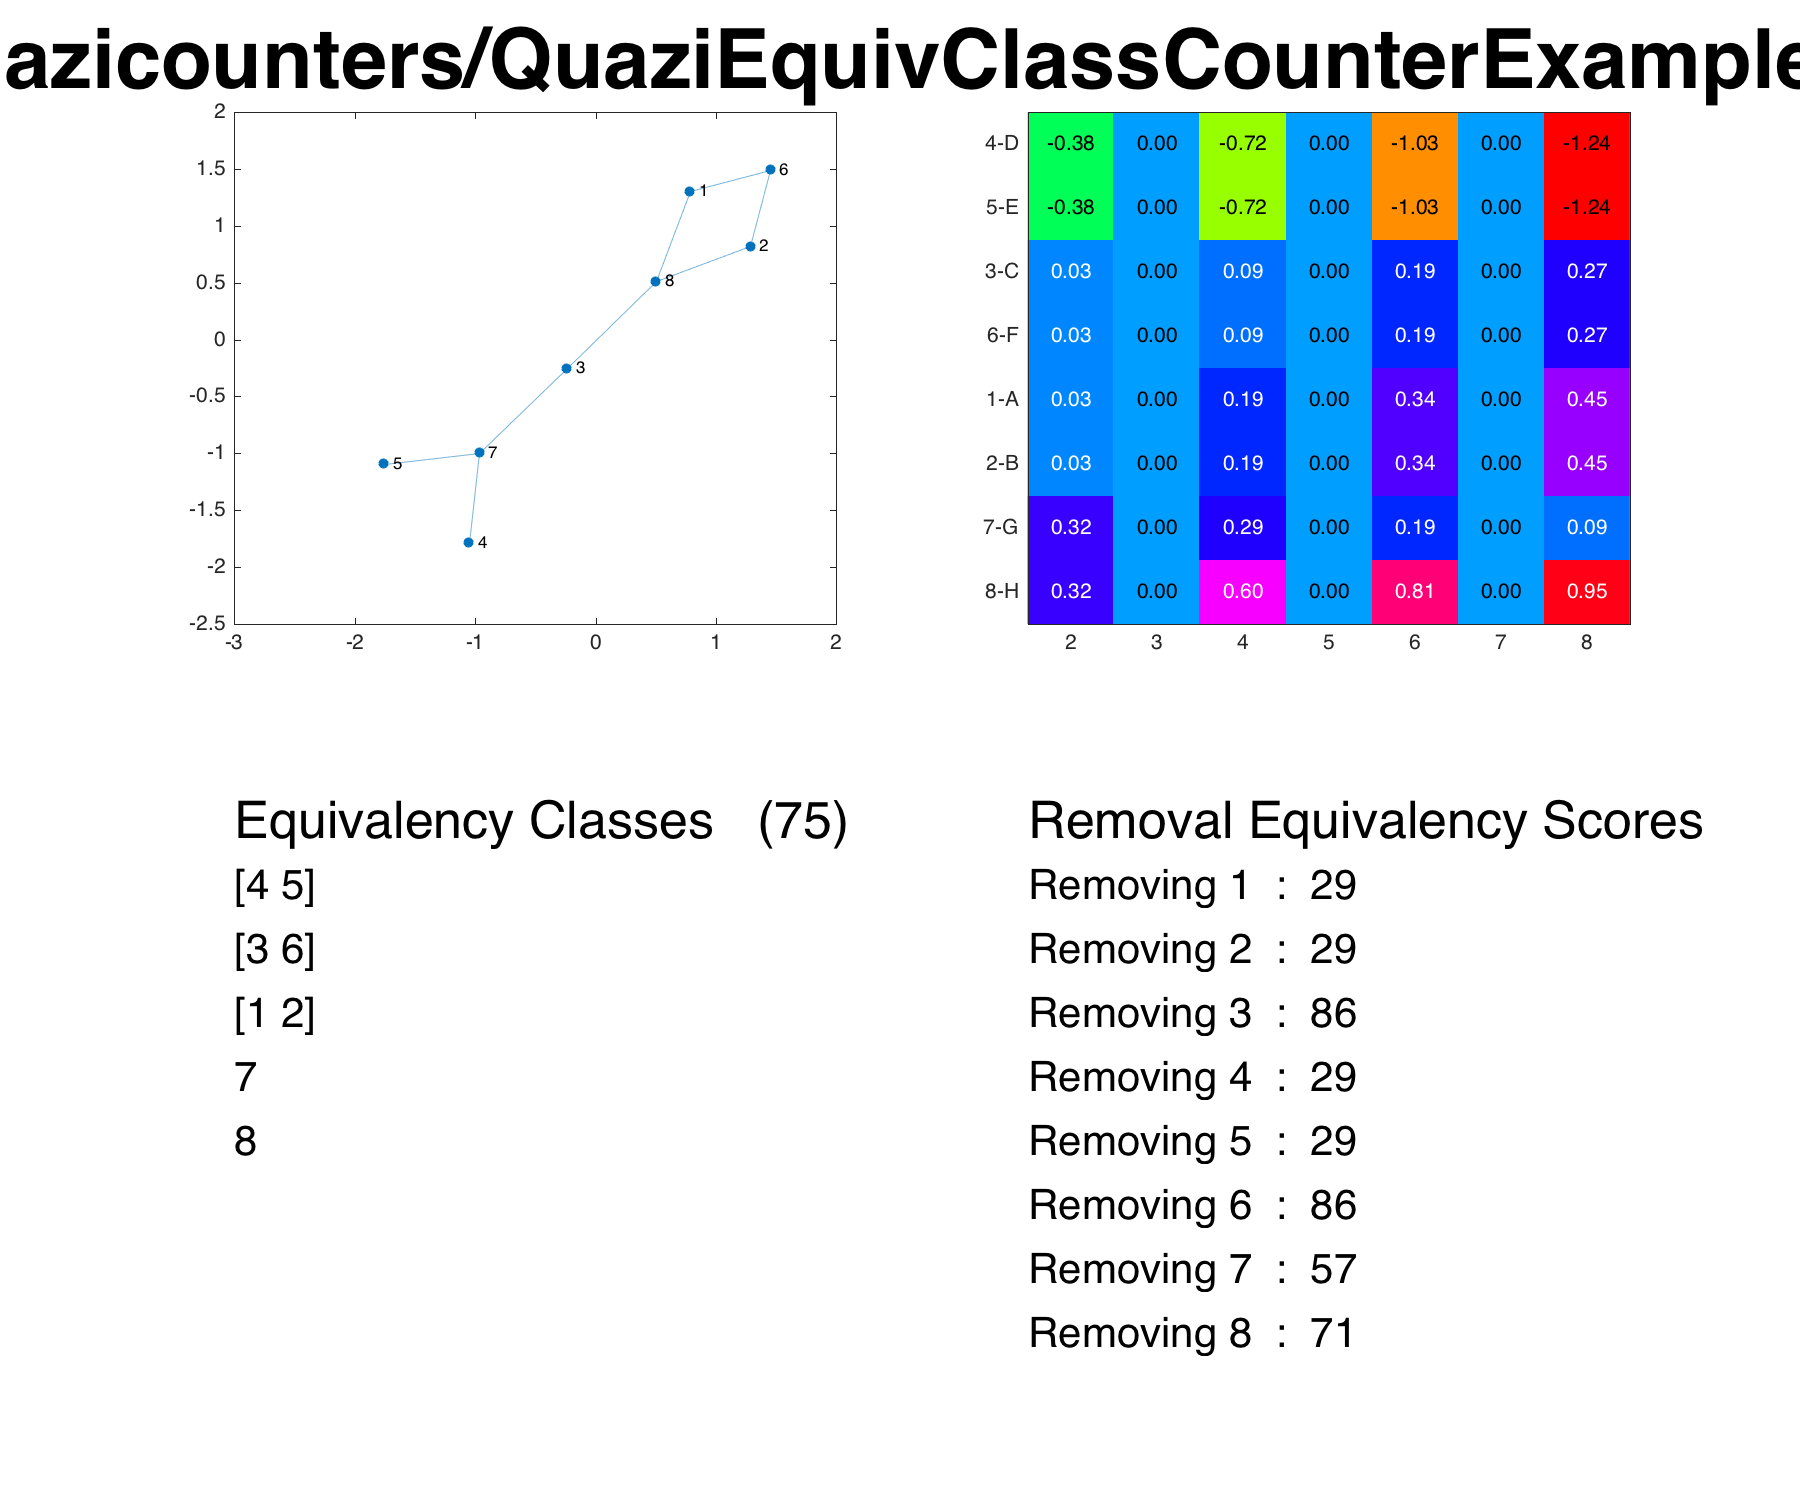 azicounters/QuaziEquivClassCounterExample
2
1.5
1
0.5
0
-0.5
-1
-1.5
-2
-2.5
-3 -2 -1 0 1 2
6
1
2
8
3
7
5
4
4-D -0.38 0.00 -0.72 0.00 -1.03 0.00 -1.24
5-E -0.38 0.00 -0.72 0.00 -1.03 0.00 -1.24
3-C 0.03 0.00 0.09 0.00 0.19 0.00 0.27
6-F 0.03 0.00 0.09 0.00 0.19 0.00 0.27
1-A 0.03 0.00 0.19 0.00 0.34 0.00 0.45
2-B 0.03 0.00 0.19 0.00 0.34 0.00 0.45
7-G 0.32 0.00 0.29 0.00 0.19 0.00 0.09
8-H 0.32 0.00 0.60 0.00 0.81 0.00 0.95
2 3 4 5 6 7 8
Equivalency Classes (75)
[4 5]
[3 6]
[1 2]
7
8
Removal Equivalency Scores
Removing 1 : 29
Removing 2 : 29
Removing 3 : 86
Removing 4 : 29
Removing 5 : 29
Removing 6 : 86
Removing 7 : 57
Removing 8 : 71